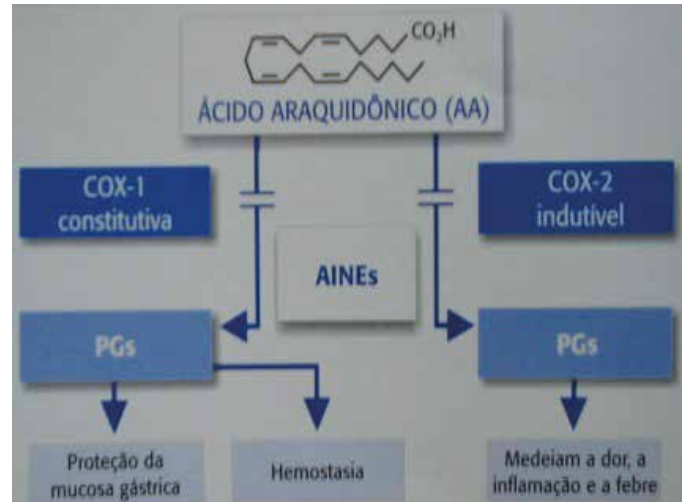 CO₂H
ÁCIDO ARAQUIDÔNICO (AA)
COX-1
constitutiva
COX-2
indutível
AINEs
PGs
PGs
Proteção da
mucosa gástrica
Hemostasia
Medeiam a dor, a
inflamação e a febre